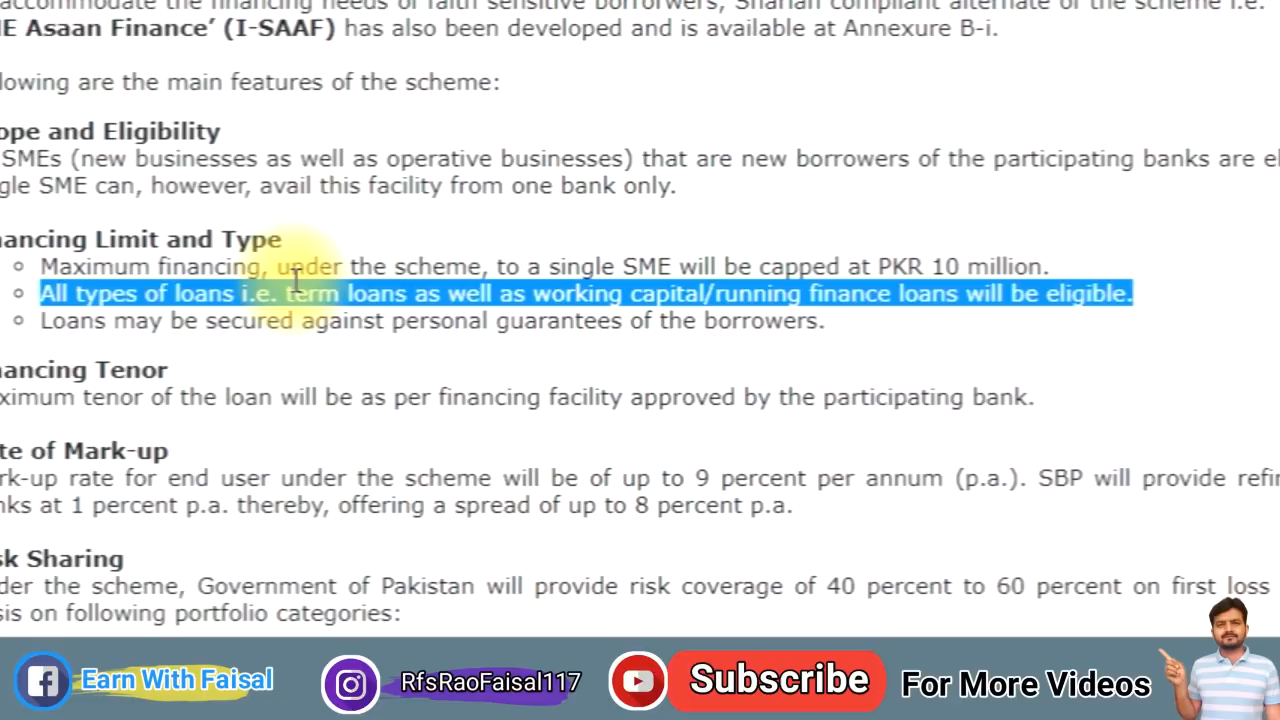 accommodate the financing needs of faith sensitive borrowers, Shariah compliant alternate of the scheme i.e.
E Asaan Finance’ (I-SAAF) has also been developed and is available at Annexure B-i.
lowing are the main features of the scheme:
ope and Eligibility
SMEs (new businesses as well as operative businesses) that are new borrowers of the participating banks are el
gle SME can, however, avail this facility from one bank only.
nancing Limit and Type
Maximum financing, under the scheme, to a single SME will be capped at PKR 10 million.
All types of loans i.e. term loans as well as working capital/running finance loans will be eligible.
Loans may be secured against personal guarantees of the borrowers.
nancing Tenor
ximum tenor of the loan will be as per financing facility approved by the participating bank.
te of Mark-up
rk-up rate for end user under the scheme will be of up to 9 percent per annum (p.a.). SBP will provide refin
nks at 1 percent p.a. thereby, offering a spread of up to 8 percent p.a.
sk Sharing
der the scheme, Government of Pakistan will provide risk coverage of 40 percent to 60 percent on first loss
sis on following portfolio categories:
Earn With Faisal
RfsRaoFaisal117
Subscribe
For More Videos